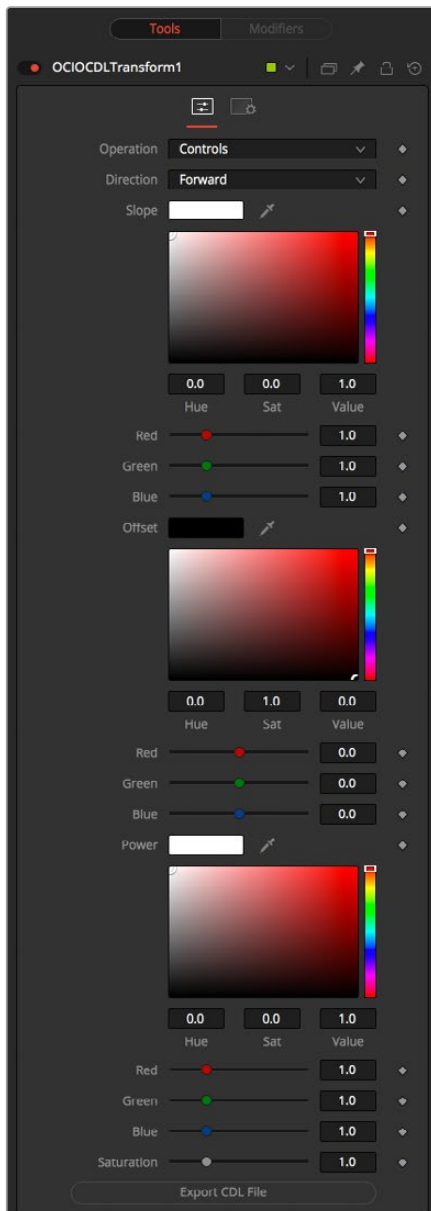 Tools Modifiers
OCIOCDLTransform1
Operation Controls
Direction Forward
Slope
0.0 0.0 1.0
Hue Sat Value
Red 1.0
Green 1.0
Blue 1.0
Offset
0.0 1.0 0.0
Hue Sat Value
Red 0.0
Green 0.0
Blue 0.0
Power
0.0 0.0 1.0
Hue Sat Value
Red 1.0
Green 1.0
Blue 1.0
Saturation 1.0
Export CDL File